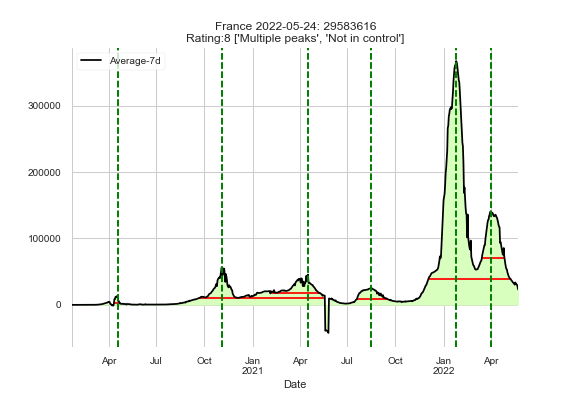 France 2022-05-24: 29583616
Rating:8 ['Multiple peaks', 'Not in control']
Average-7d
300000
200000
100000
0
Apr
Jul
Oct
Jan
2021
Apr
Jul
Oct
Jan
2022
Apr
Date